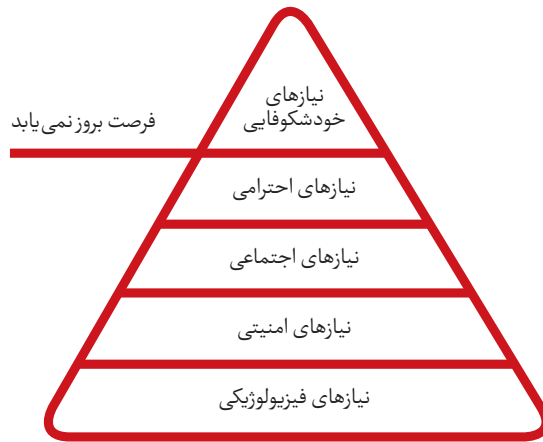 نیازهای
خودشکوفایی
فرصت بروز نمی‌یابد
نیازهای احترامی
نیازهای اجتماعی
نیازهای امنیتی
نیازهای فیزیولوژیکی